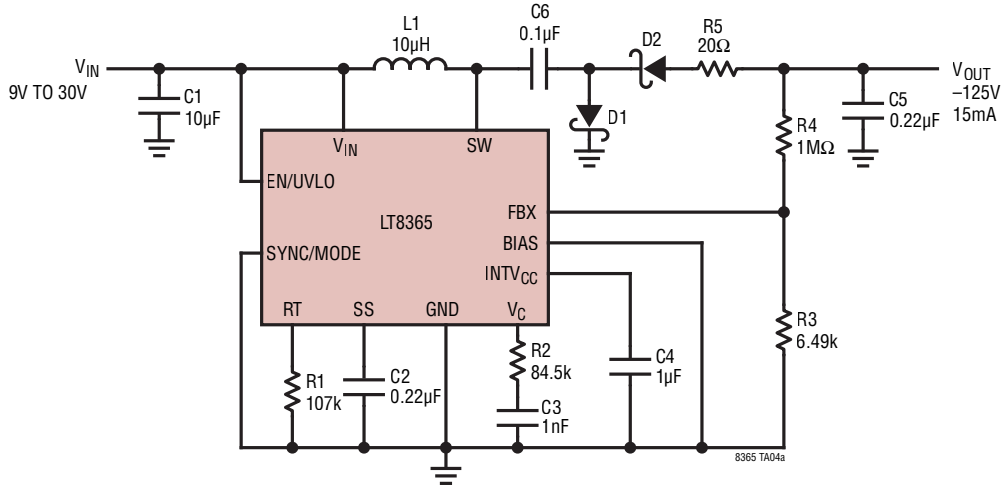 L1
10µH
C6
0.1µF
D2
R5
20Ω
V_IN
9V TO 30V
C1
10µF
D1
V_OUT
–125V
15mA
C5
0.22µF
R4
1MΩ
V_IN
SW
EN/UVLO
LT8365
FBX
BIAS
SYNC/MODE
INTV_CC
RT
SS
GND
V_C
R1
107k
C2
0.22µF
R2
84.5k
C3
1nF
C4
1µF
R3
6.49k
8365 TA04a